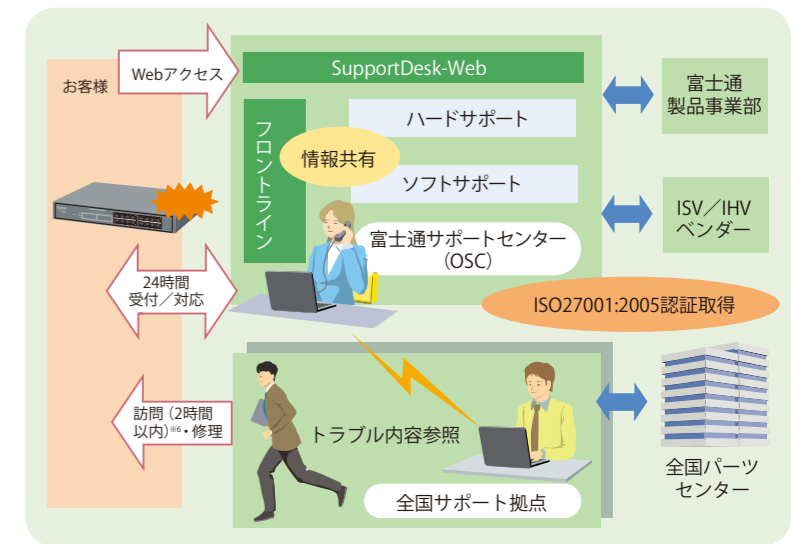 お客様
Webアクセス
SupportDesk-Web
フロントライン
情報共有
ハードサポート
ソフトサポート
富士通サポートセンター
（OSC）
富士通
製品事業部
ISV／IHV
ベンダー
24時間
受付／対応
ISO27001:2005認証取得
訪問（2時間
以内）※6・修理
トラブル内容参照
全国サポート拠点
全国パーツ
センター